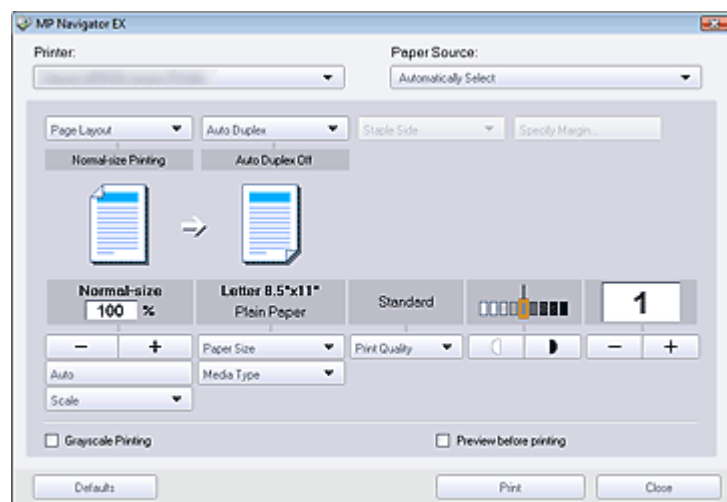 MP Navigator EX
Printer: Paper Source:
Automatically Select
Page Layout Auto Duplex Staple Side Specify Margin...
Normal-size Printing Auto Duplex Off
Normal-size Letter 8.5"x11" Standard 1
100 % Plain Paper
− + Paper Size Print Quality − +
Auto Media Type
Scale
Grayscale Printing Preview before printing
Defaults Print Close